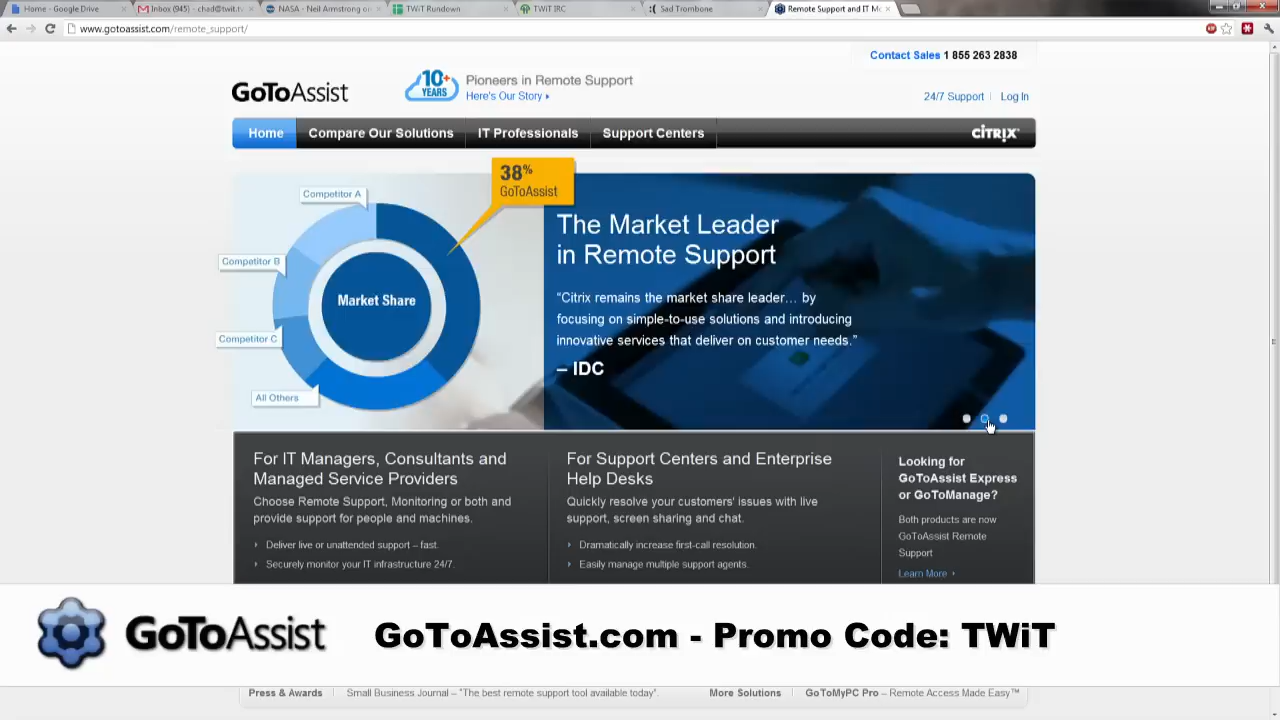 Home - Google Drive
Inbox (945) - chad@twit.tv
NASA - Neil Armstrong or
TWiT Rundown
TWiT IRC
Sad Trombone
Remote Support and IT M
www.gotoassist.com/remote_support/
Contact Sales 1 855 263 2838
GoToAssist
10+ YEARS
Pioneers in Remote Support
Here's Our Story
24/7 Support
Log In
Home
Compare Our Solutions
IT Professionals
Support Centers
CITRIX
38%
GoToAssist
Competitor A
Competitor B
Market Share
Competitor C
All Others
The Market Leader
in Remote Support
“Citrix remains the market share leader… by
focusing on simple-to-use solutions and introducing
innovative services that deliver on customer needs.”
– IDC
For IT Managers, Consultants and
Managed Service Providers
Choose Remote Support, Monitoring or both and
provide support for people and machines.
Deliver live or unattended support – fast.
Securely monitor your IT infrastructure 24/7.
For Support Centers and Enterprise
Help Desks
Quickly resolve your customers' issues with live
support, screen sharing and chat.
Dramatically increase first-call resolution.
Easily manage multiple support agents.
Looking for
GoToAssist Express
or GoToManage?
Both products are now
GoToAssist Remote
Support
Learn More
GoToAssist
GoToAssist.com - Promo Code: TWiT
Press & Awards
Small Business Journal – "The best remote support tool available today".
More Solutions
GoToMyPC Pro – Remote Access Made Easy™